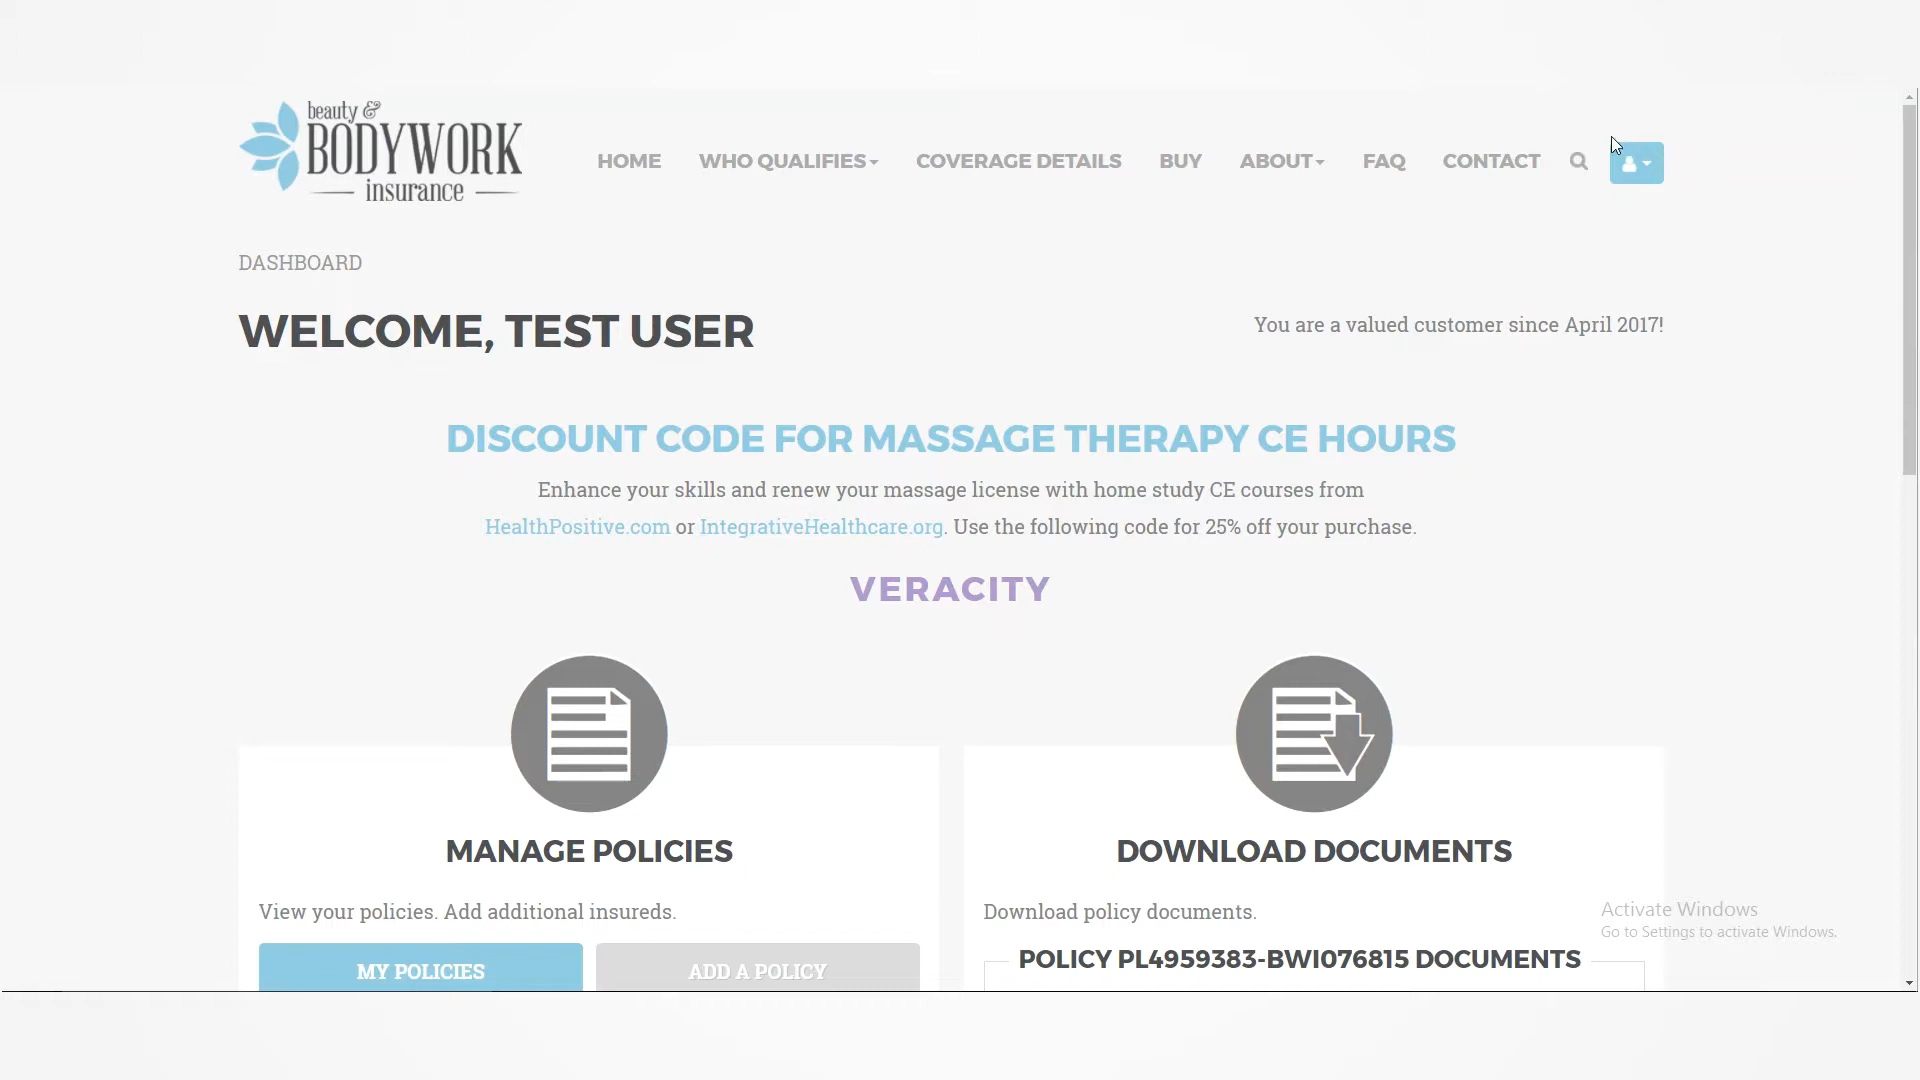 beauty &
BODYWORK
insurance
HOME WHO QUALIFIES COVERAGE DETAILS BUY ABOUT FAQ CONTACT
DASHBOARD
WELCOME, TEST USER
You are a valued customer since April 2017!
DISCOUNT CODE FOR MASSAGE THERAPY CE HOURS
Enhance your skills and renew your massage license with home study CE courses from
HealthPositive.com or IntegrativeHealthcare.org. Use the following code for 25% off your purchase.
VERACITY
MANAGE POLICIES
View your policies. Add additional insureds.
MY POLICIES ADD A POLICY
DOWNLOAD DOCUMENTS
Download policy documents.
POLICY PL4959383-BWI076815 DOCUMENTS
Activate Windows
Go to Settings to activate Windows.